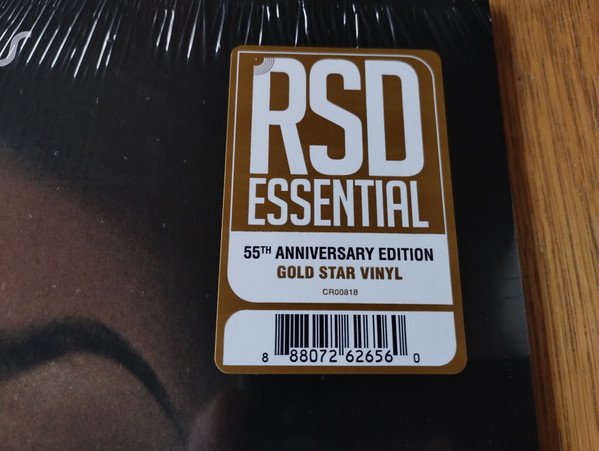 RSD
ESSENTIAL
55TH ANNIVERSARY EDITION
GOLD STAR VINYL
CR00818
8 88072 62656 0